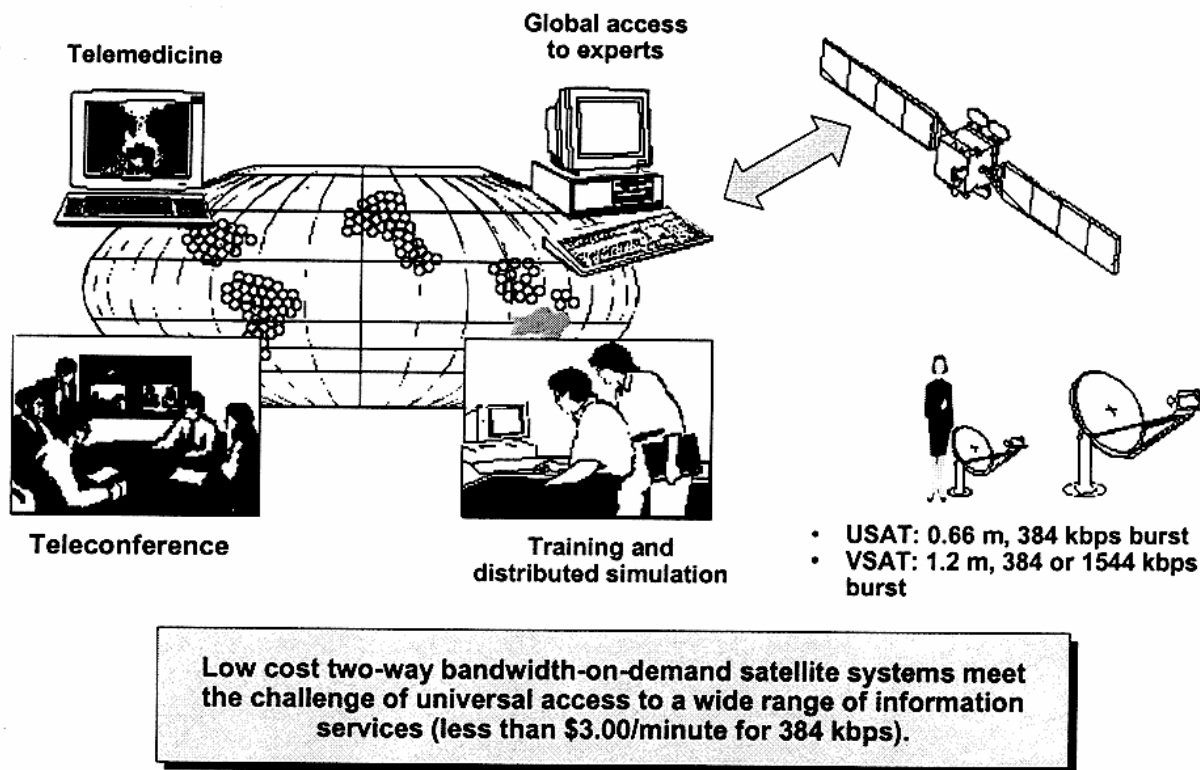 Telemedicine
Global access
to experts
Teleconference
Training and
distributed simulation
• USAT: 0.66 m, 384 kbps burst
• VSAT: 1.2 m, 384 or 1544 kbps
burst
Low cost two-way bandwidth-on-demand satellite systems meet
the challenge of universal access to a wide range of information
services (less than $3.00/minute for 384 kbps).